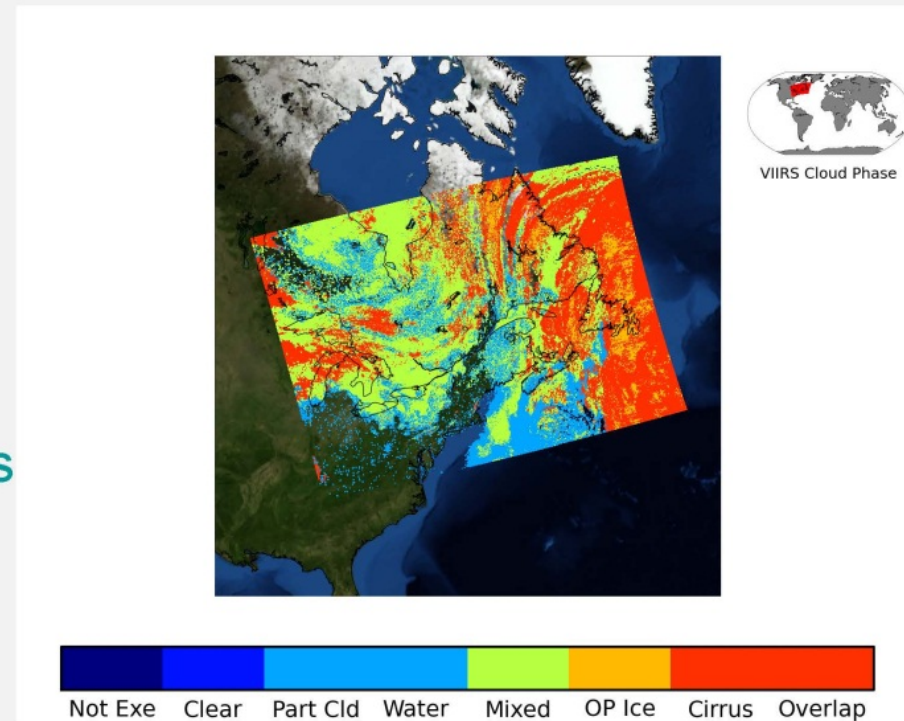 VIIRS Cloud Phase
S
Not Exe Clear Part Cld Water Mixed OP Ice Cirrus Overlap